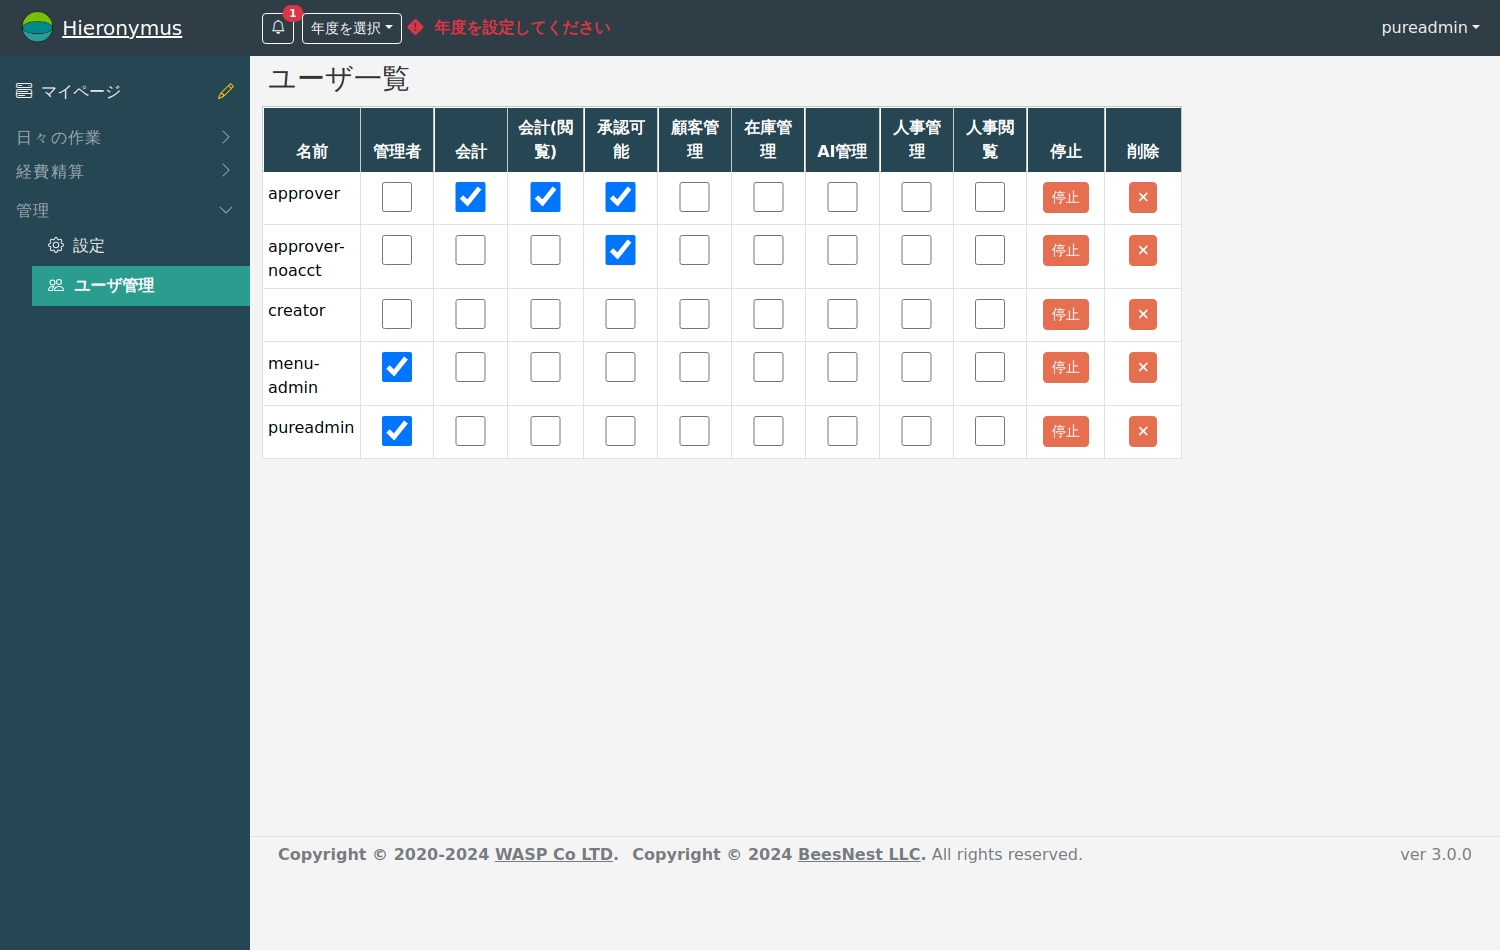 Hieronymus
1
年度を選択
年度を設定してください
pureadmin
マイページ
日々の作業
経費精算
管理
設定
ユーザ管理
ユーザ一覧
名前 管理者 会計 会計(閲覧) 承認可能 顧客管理 在庫管理 AI管理 人事管理 人事閲覧 停止 削除
approver 停止 ✕
approver-
noacct 停止 ✕
creator 停止 ✕
menu-
admin 停止 ✕
pureadmin 停止 ✕
Copyright © 2020-2024 WASP Co LTD. Copyright © 2024 BeesNest LLC. All rights reserved. ver 3.0.0